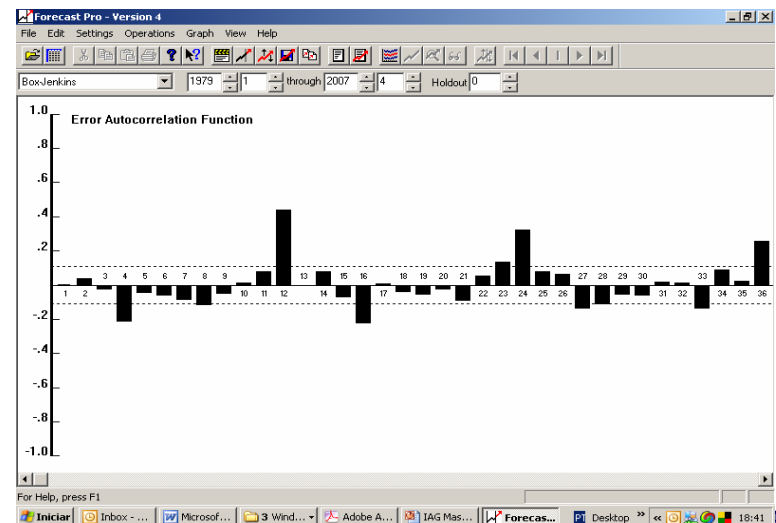 Forecast Pro - Version 4
File Edit Settings Operations Graph View Help
Box-Jenkins 1979 1 through 2007 4 Holdout 0
Error Autocorrelation Function
1.0
.8
.6
.4
.2
-.2
-.4
-.6
-.8
-1.0
3 4 5 6 7 8 9 13 15 16 18 19 20 21 27 28 29 30 33
1 2 10 11 12 14 17 22 23 24 25 26 31 32 34 35 36
For Help, press F1
Iniciar Inbox - ... Microsof... 3 Wind... Adobe A... IAG Mas... Forecas... PT Desktop » « 18:41